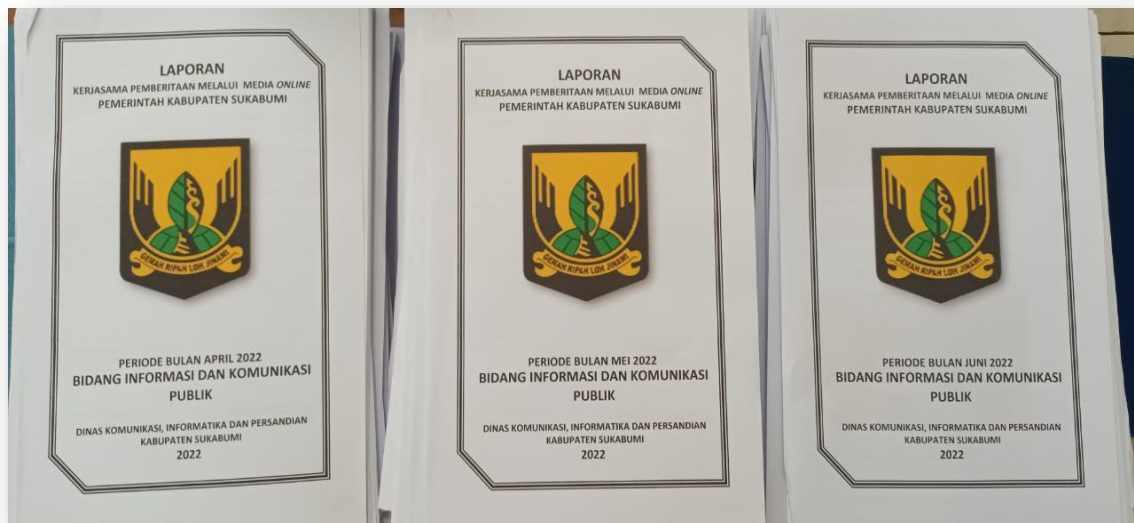 LAPORAN
KERJASAMA PEMBERITAAN MELALUI MEDIA ONLINE
PEMERINTAH KABUPATEN SUKABUMI
GEMAH RIPAH LOH JINAWI
PERIODE BULAN APRIL 2022
BIDANG INFORMASI DAN KOMUNIKASI
PUBLIK
DINAS KOMUNIKASI, INFORMATIKA DAN PERSANDIAN
KABUPATEN SUKABUMI
2022
LAPORAN
KERJASAMA PEMBERITAAN MELALUI MEDIA ONLINE
PEMERINTAH KABUPATEN SUKABUMI
GEMAH RIPAH LOH JINAWI
PERIODE BULAN MEI 2022
BIDANG INFORMASI DAN KOMUNIKASI
PUBLIK
DINAS KOMUNIKASI, INFORMATIKA DAN PERSANDIAN
KABUPATEN SUKABUMI
2022
LAPORAN
KERJASAMA PEMBERITAAN MELALUI MEDIA ONLINE
PEMERINTAH KABUPATEN SUKABUMI
GEMAH RIPAH LOH JINAWI
PERIODE BULAN JUNI 2022
BIDANG INFORMASI DAN KOMUNIKASI
PUBLIK
DINAS KOMUNIKASI, INFORMATIKA DAN PERSANDIAN
KABUPATEN SUKABUMI
2022